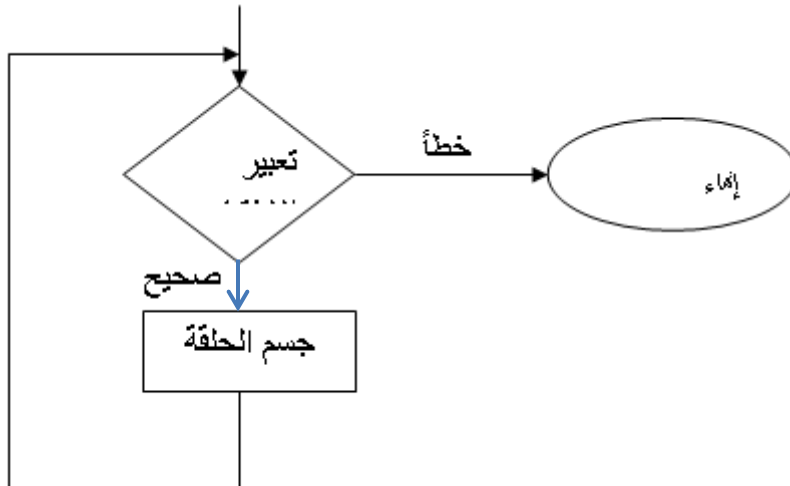 تعبير
خطأ
إنهاء
صحيح
جسم الحلقة